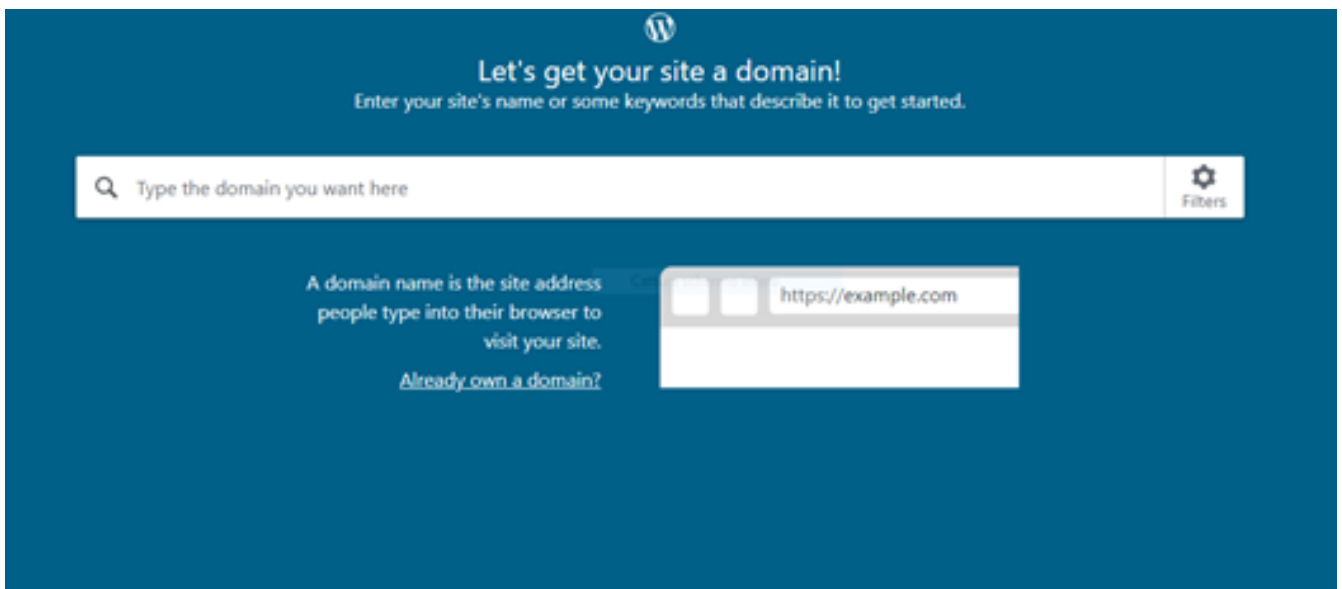 Let's get your site a domain!
Enter your site's name or some keywords that describe it to get started.
Type the domain you want here
Filters
A domain name is the site address
people type into their browser to
visit your site.
Already own a domain?
https://example.com